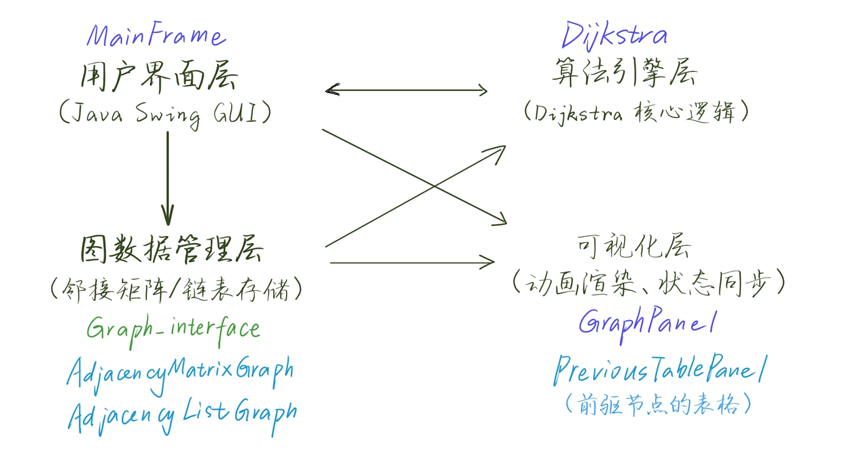 MainFrame
用户界面层
(Java Swing GUI)
Dijkstra
算法引擎层
(Dijkstra 核心逻辑)
图数据管理层
(邻接矩阵/链表存储)
Graph_interface
AdjacencyMatrixGraph
AdjacencyListGraph
可视化层
(动画渲染、状态同步)
GraphPanel
PreviousTablePanel
(前驱节点的表格)